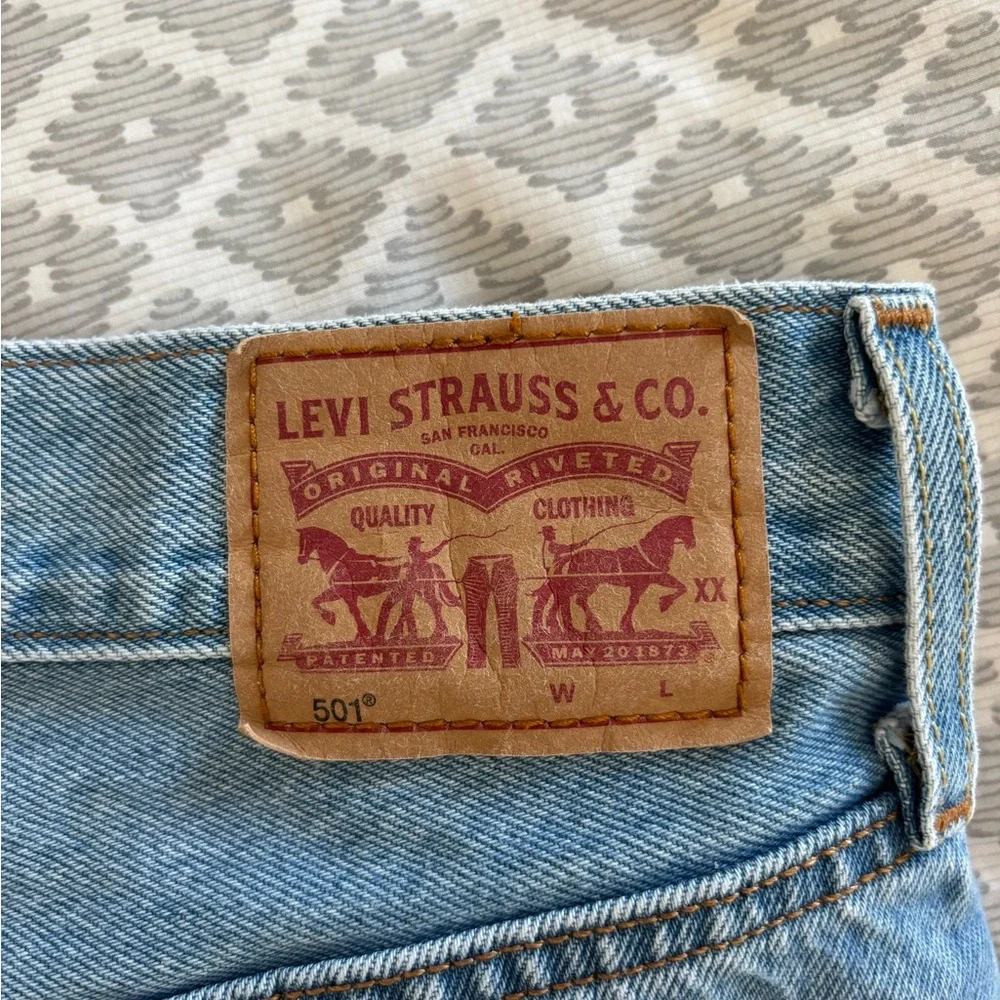 LEVI STRAUSS & CO.
SAN FRANCISCO
CAL.
ORIGINAL RIVETED
QUALITY CLOTHING
XX
PATENTED MAY 20 1873
W L
501®